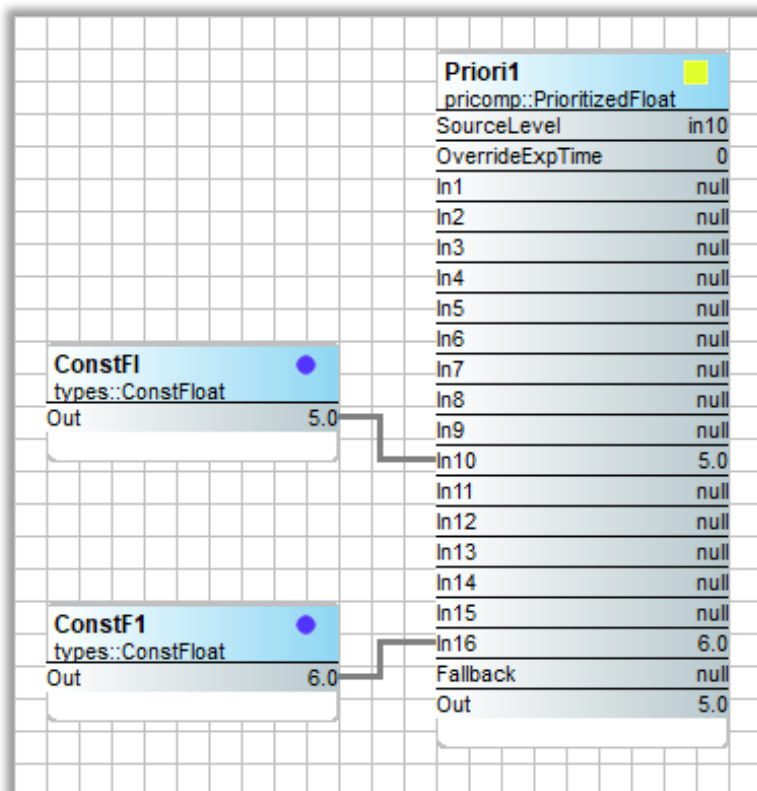 Priori1
pricomp::PrioritizedFloat
SourceLevel in10
OverrideExpTime 0
In1 null
In2 null
In3 null
In4 null
In5 null
In6 null
In7 null
In8 null
In9 null
In10 5.0
In11 null
In12 null
In13 null
In14 null
In15 null
In16 6.0
Fallback null
Out 5.0
ConstFl
types::ConstFloat
Out 5.0
ConstF1
types::ConstFloat
Out 6.0